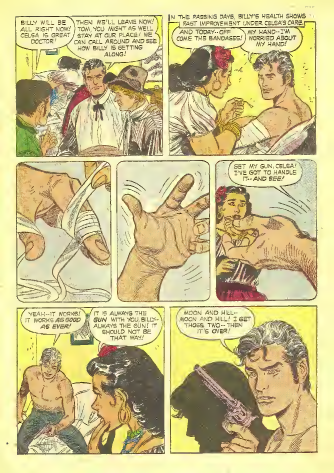 BILLY WILL BE
ALL RIGHT NOW!
CELSA IS GREAT
DOCTOR!
THEN WE'LL LEAVE NOW!
TOM, YOU MIGHT AS WELL
STAY AT OUR PLACE! WE
CAN CALL AROUND AND SEE
HOW BILLY IS GETTING
ALONG!
IN THE PASSING DAYS, BILLY'S HEALTH SHOWS
FAST IMPROVEMENT UNDER CELSA'S CARE.
AND TODAY--OFF
COME THE BANDAGES!
MY HAND--I'M
WORRIED ABOUT
MY HAND!
GET MY GUN, CELSA!
I'VE GOT TO HANDLE
IT--AND SEE!
YEAH--IT WORKS!
IT WORKS AS GOOD
AS EVER!
IT IS ALWAYS THE
GUN WITH YOU BILLY--
ALWAYS THE GUN! IT
SHOULD NOT BE
THAT WAY!
MOON AND HILL--
MOON AND HILL! I GET
THOSE TWO--THEN
IT'S OVER!